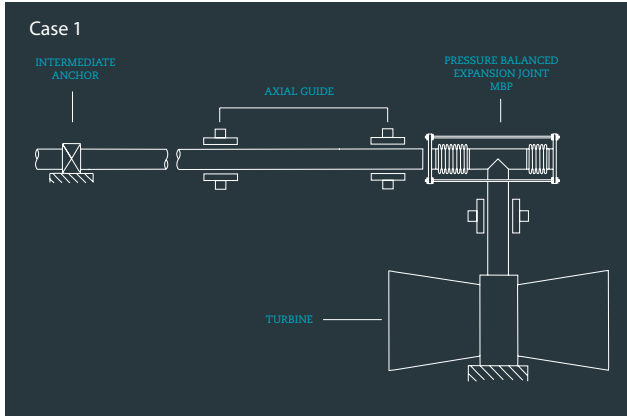 Case 1
INTERMEDIATE
ANCHOR
AXIAL GUIDE
PRESSURE BALANCED
EXPANSION JOINT
MBP
TURBINE